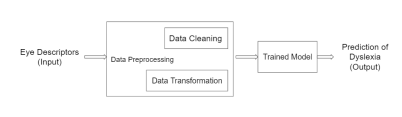 Eye Descriptors
(Input)
Data Cleaning
Data Preprocessing
Data Transformation
Trained Model
Prediction of
Dyslexia
(Output)